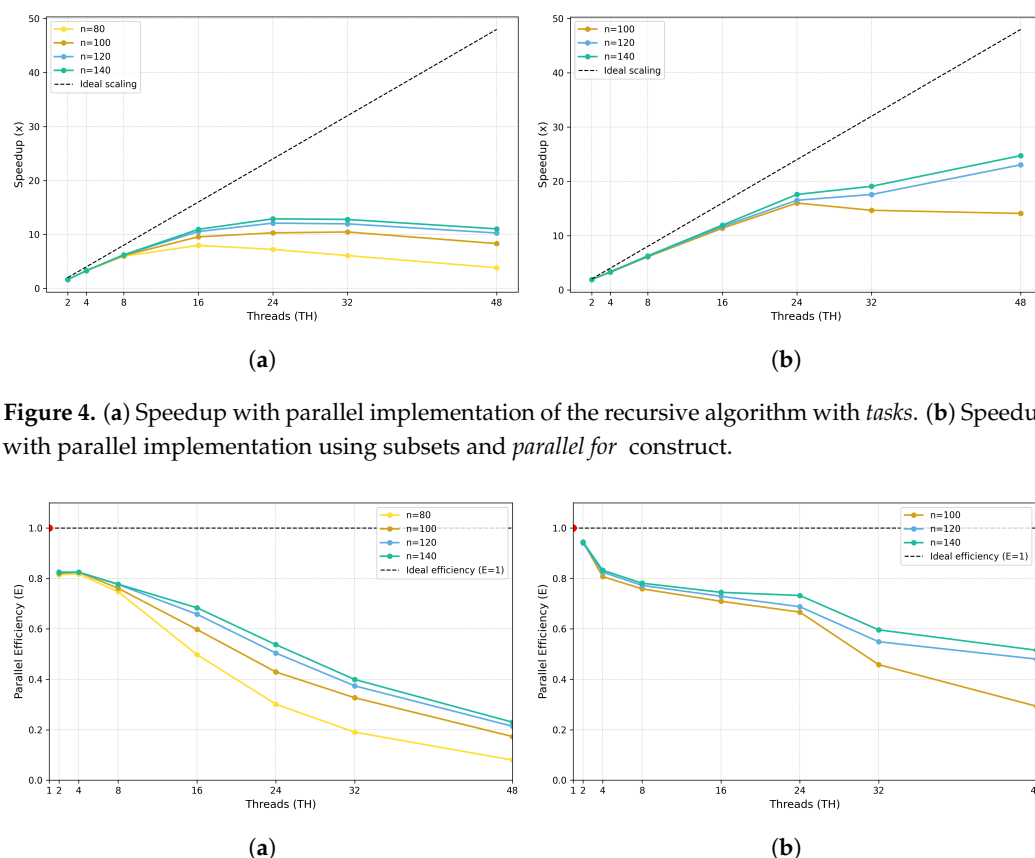 50
40
30
20
10
0
Speedup (x)
n=80
n=100
n=120
n=140
Ideal scaling
2 4 8 16 24 32 48
Threads (TH)
(a)
50
40
30
20
10
0
Speedup (x)
n=100
n=120
n=140
Ideal scaling
2 4 8 16 24 32 48
Threads (TH)
(b)
Figure 4. (a) Speedup with parallel implementation of the recursive algorithm with tasks. (b) Speedu
with parallel implementation using subsets and parallel for construct.
1.0
0.8
0.6
0.4
0.2
0.0
Parallel Efficiency (E)
n=80
n=100
n=120
n=140
Ideal efficiency (E=1)
1 2 4 8 16 24 32 48
Threads (TH)
(a)
1.0
0.8
0.6
0.4
0.2
0.0
Parallel Efficiency (E)
n=100
n=120
n=140
Ideal efficiency (E=1)
1 2 4 8 16 24 32 4
Threads (TH)
(b)